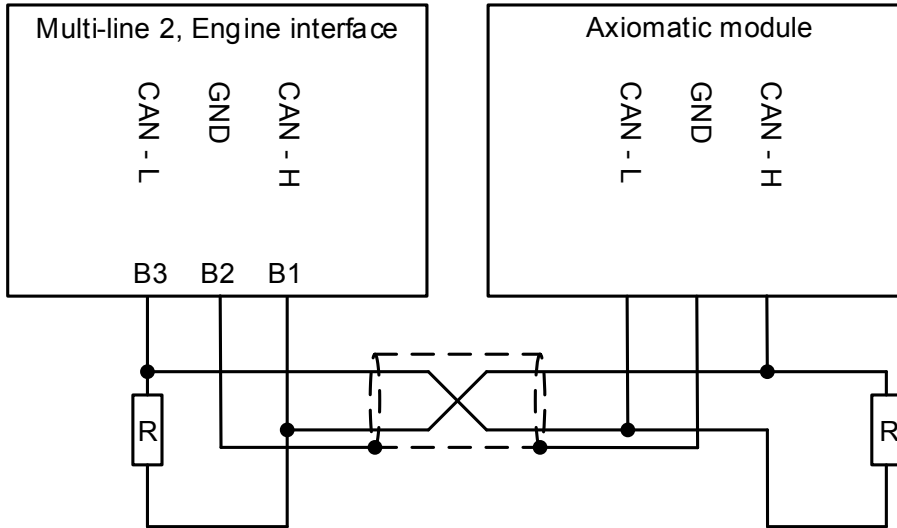 Multi-line 2, Engine interface
CAN - L
GND
CAN - H
B3
B2
B1
R
Axiomatic module
CAN - L
GND
CAN - H
R